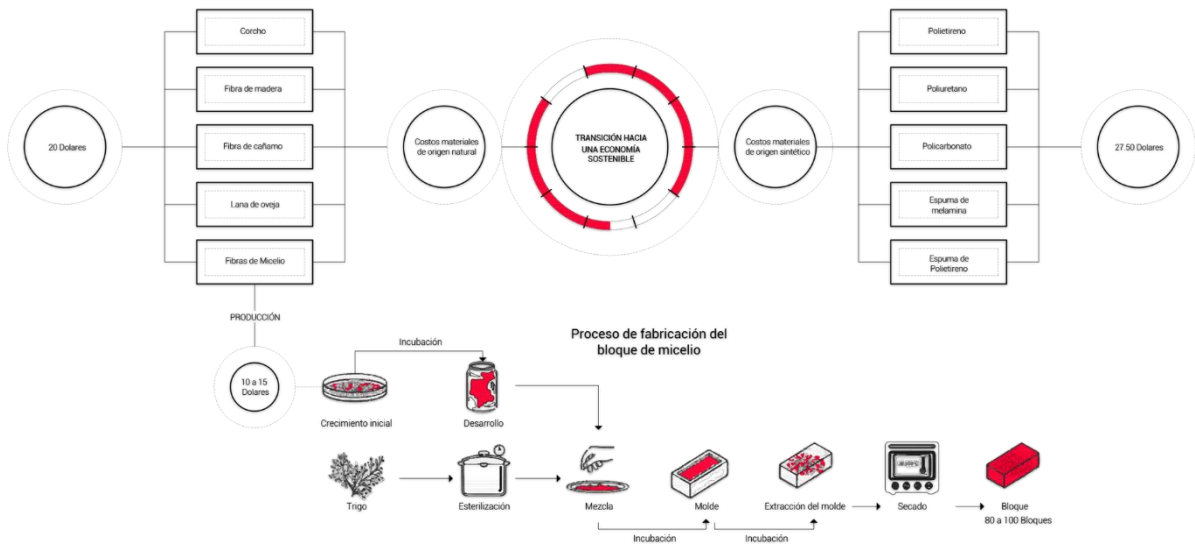 20 Dolares
Corcho
Fibra de madera
Fibra de cañamo
Lana de oveja
Fibras de Micelio
Costos materiales
de origen natural
TRANSICIÓN HACIA
UNA ECONOMÍA
SOSTENIBLE
Costos materiales
de origen sintético
Polietireno
Poliuretano
Policarbonato
Espuma de
melamina
Espuma de
Polietireno
27.50 Dolares
PRODUCCIÓN
10 a 15
Dolares
Proceso de fabricación del
bloque de micelio
Incubación
Crecimiento inicial
Desarrollo
Trigo
Esterilización
Mezcla
Molde
Extracción del molde
Secado
Bloque
80 a 100 Bloques
Incubación
Incubación